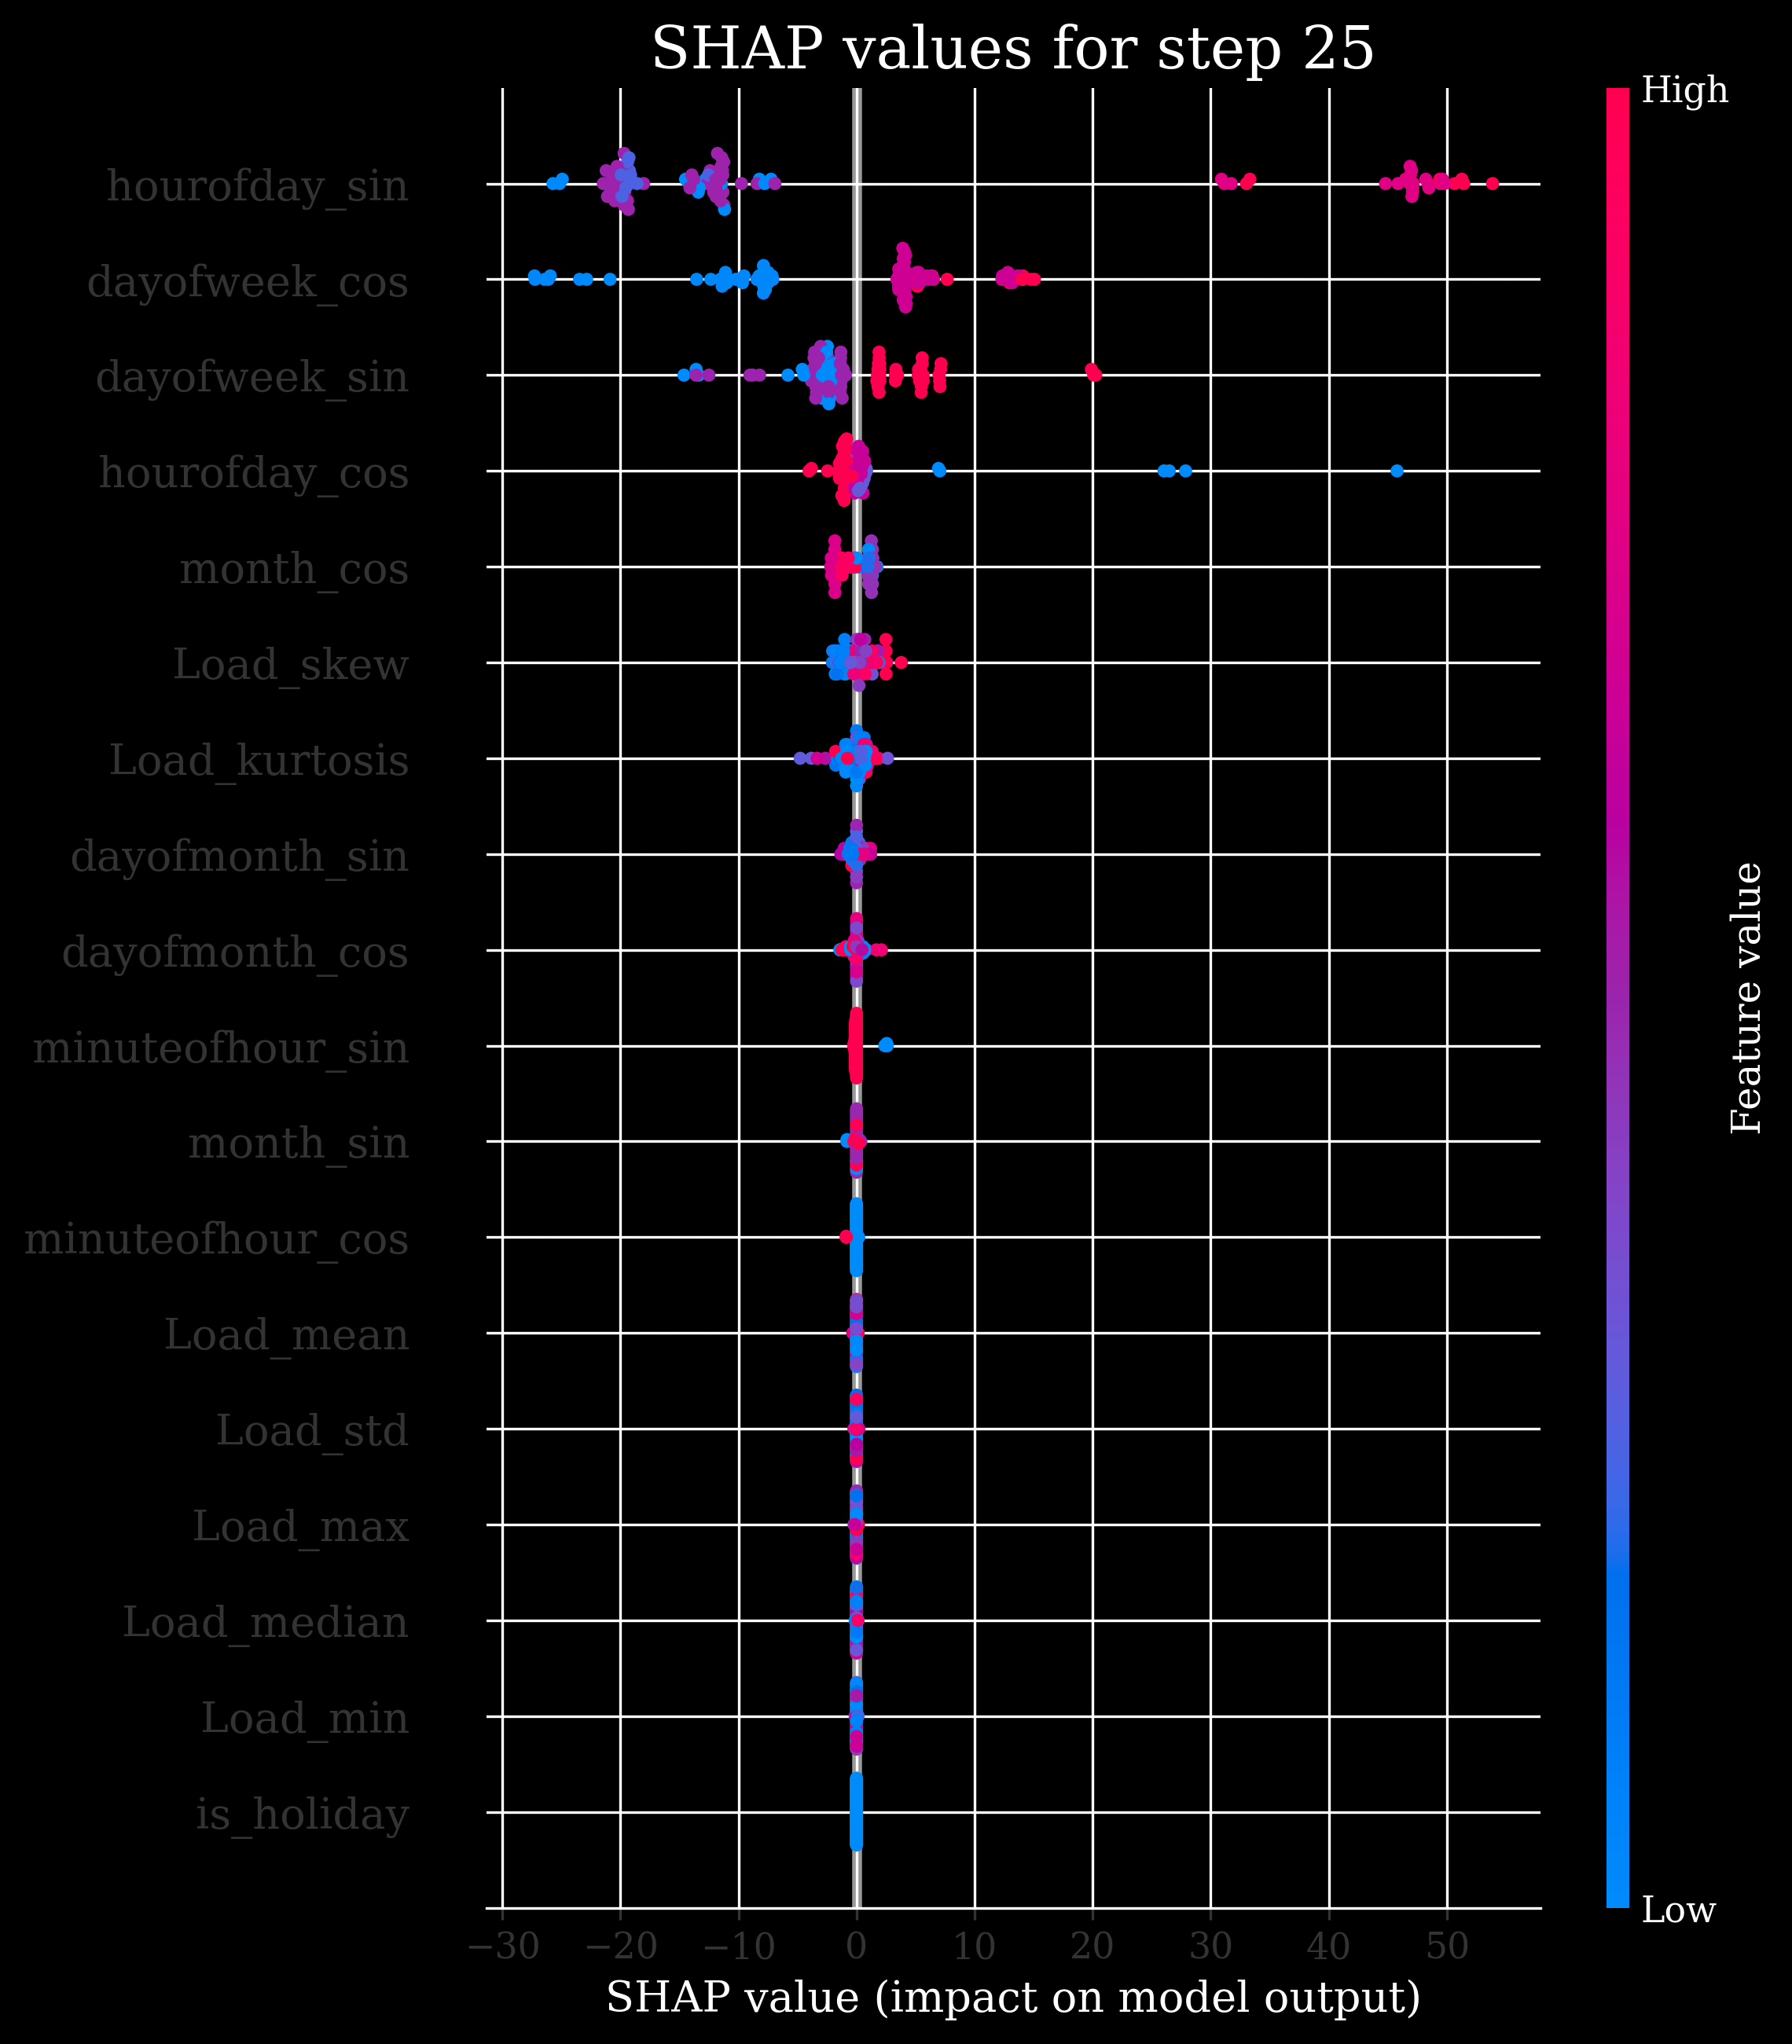 SHAP values for step 25
High
hourofday_sin
dayofweek_cos
dayofweek_sin
hourofday_cos
month_cos
Load_skew
Load_kurtosis
dayofmonth_sin
dayofmonth_cos
minuteofhour_sin
month_sin
minuteofhour_cos
Load_mean
Load_std
Load_max
Load_median
Load_min
is_holiday
Feature value
Low
−30 −20 −10 0 10 20 30 40 50
SHAP value (impact on model output)